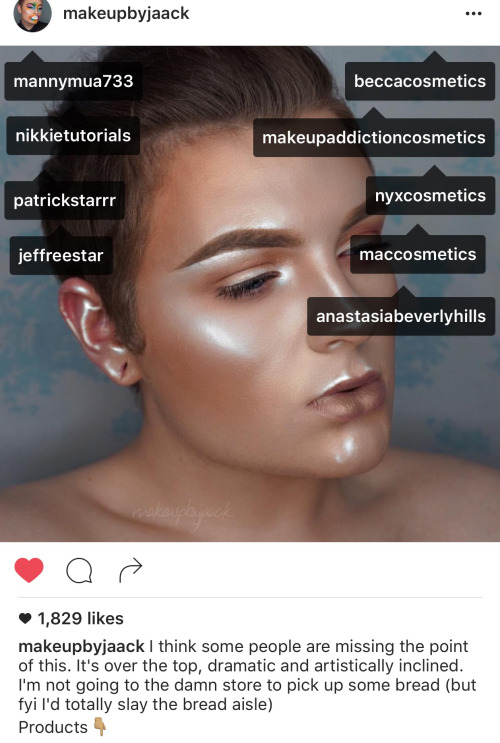 makeupbyjaack
mannymua733
beccacosmetics
nikkietutorials
makeupaddictioncosmetics
patrickstarrr
nyxcosmetics
jeffreestar
maccosmetics
anastasiabeverlyhills
makeupbyjaack
1,829 likes
makeupbyjaack I think some people are missing the point
of this. It's over the top, dramatic and artistically inclined.
I'm not going to the damn store to pick up some bread (but
fyi I'd totally slay the bread aisle)
Products 👇🏽